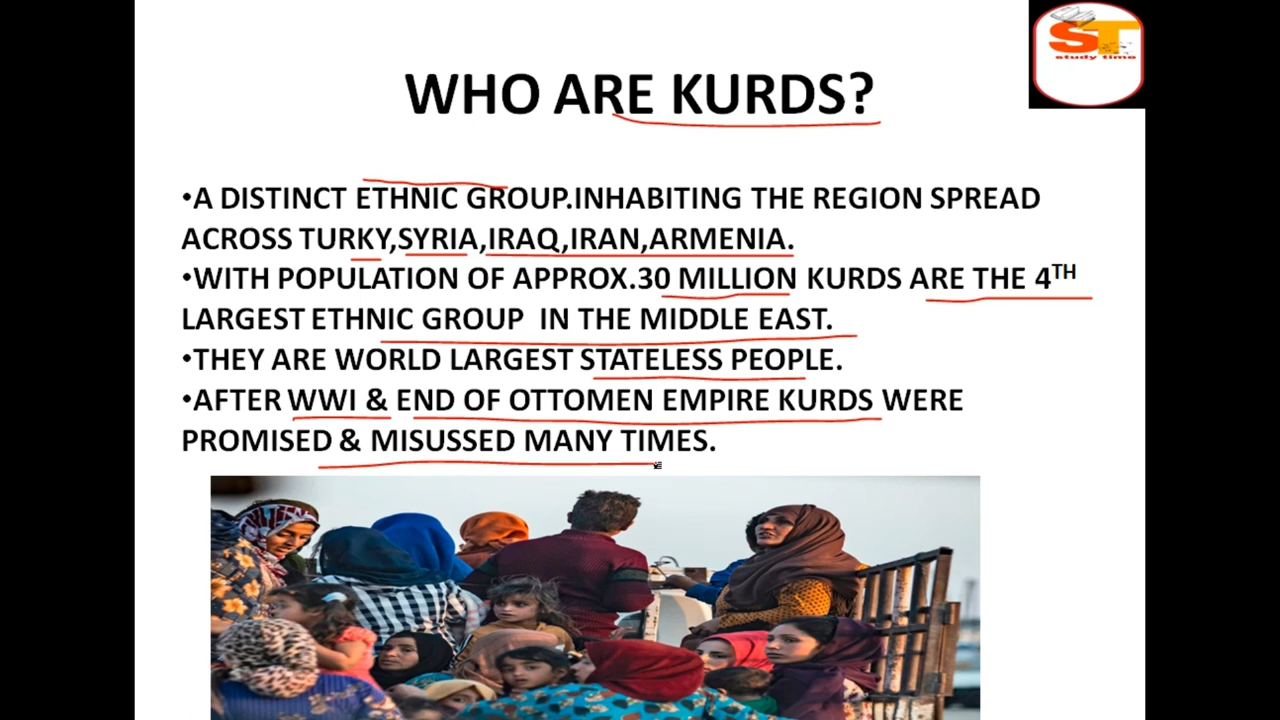 ST
study time
WHO ARE KURDS?
•A DISTINCT ETHNIC GROUP.INHABITING THE REGION SPREAD
ACROSS TURKY,SYRIA,IRAQ,IRAN,ARMENIA.
•WITH POPULATION OF APPROX.30 MILLION KURDS ARE THE 4TH
LARGEST ETHNIC GROUP IN THE MIDDLE EAST.
•THEY ARE WORLD LARGEST STATELESS PEOPLE.
•AFTER WWI & END OF OTTOMEN EMPIRE KURDS WERE
PROMISED & MISUSSED MANY TIMES.